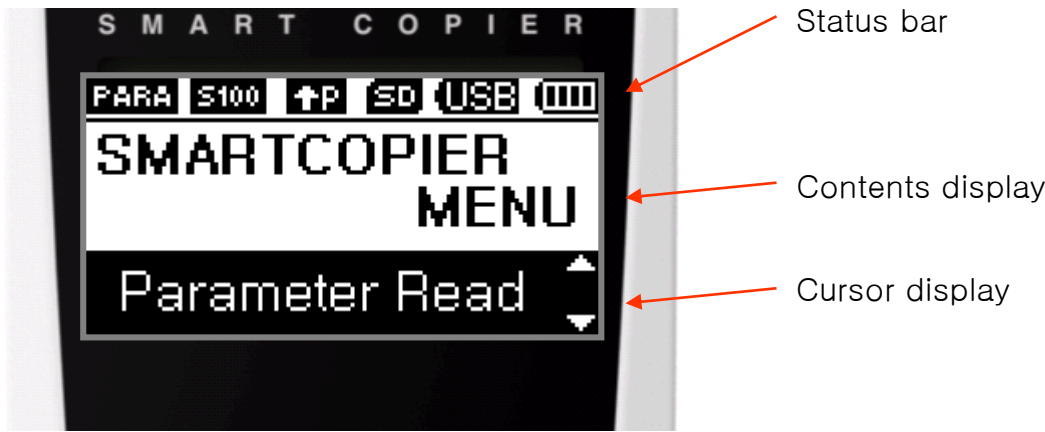 SMART COPIER
Status bar
PARA S100 P SD USB
SMARTCOPIER
MENU
Contents display
Parameter Read
Cursor display